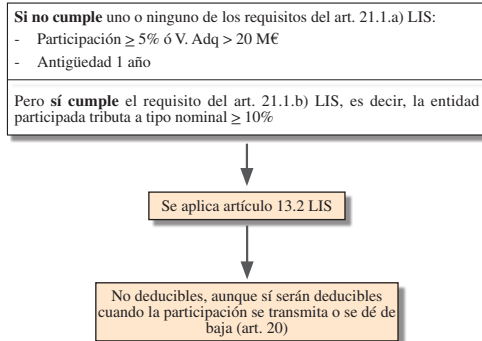 Si no cumple uno o ninguno de los requisitos del art. 21.1.a) LIS:
- Participación ≥ 5% ó V. Adq > 20 M€
- Antigüedad 1 año
Pero sí cumple el requisito del art. 21.1.b) LIS, es decir, la entidad
participada tributa a tipo nominal ≥ 10%
Se aplica artículo 13.2 LIS
No deducibles, aunque sí serán deducibles
cuando la participación se transmita o se dé de
baja (art. 20)